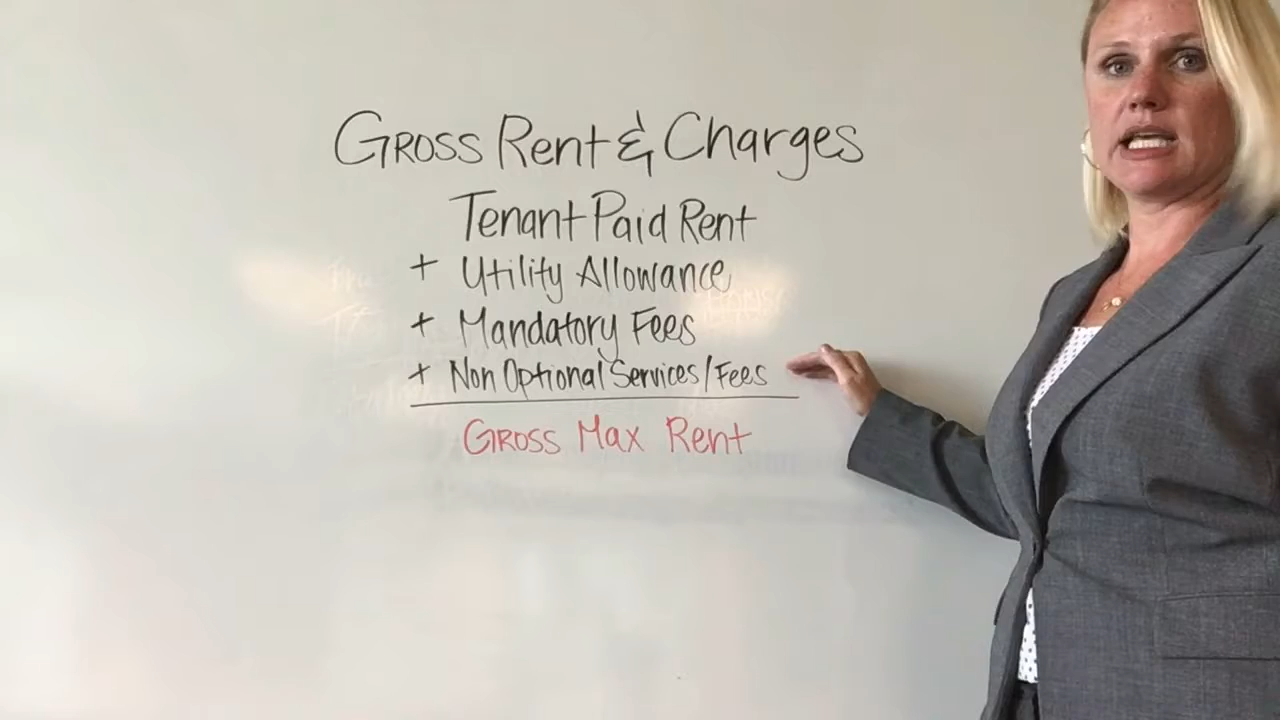 GROSS Rent & Charges
Tenant Paid Rent
+ Utility Allowance
+ Mandatory Fees
+ Non Optional Services/Fees
GROSS Max Rent